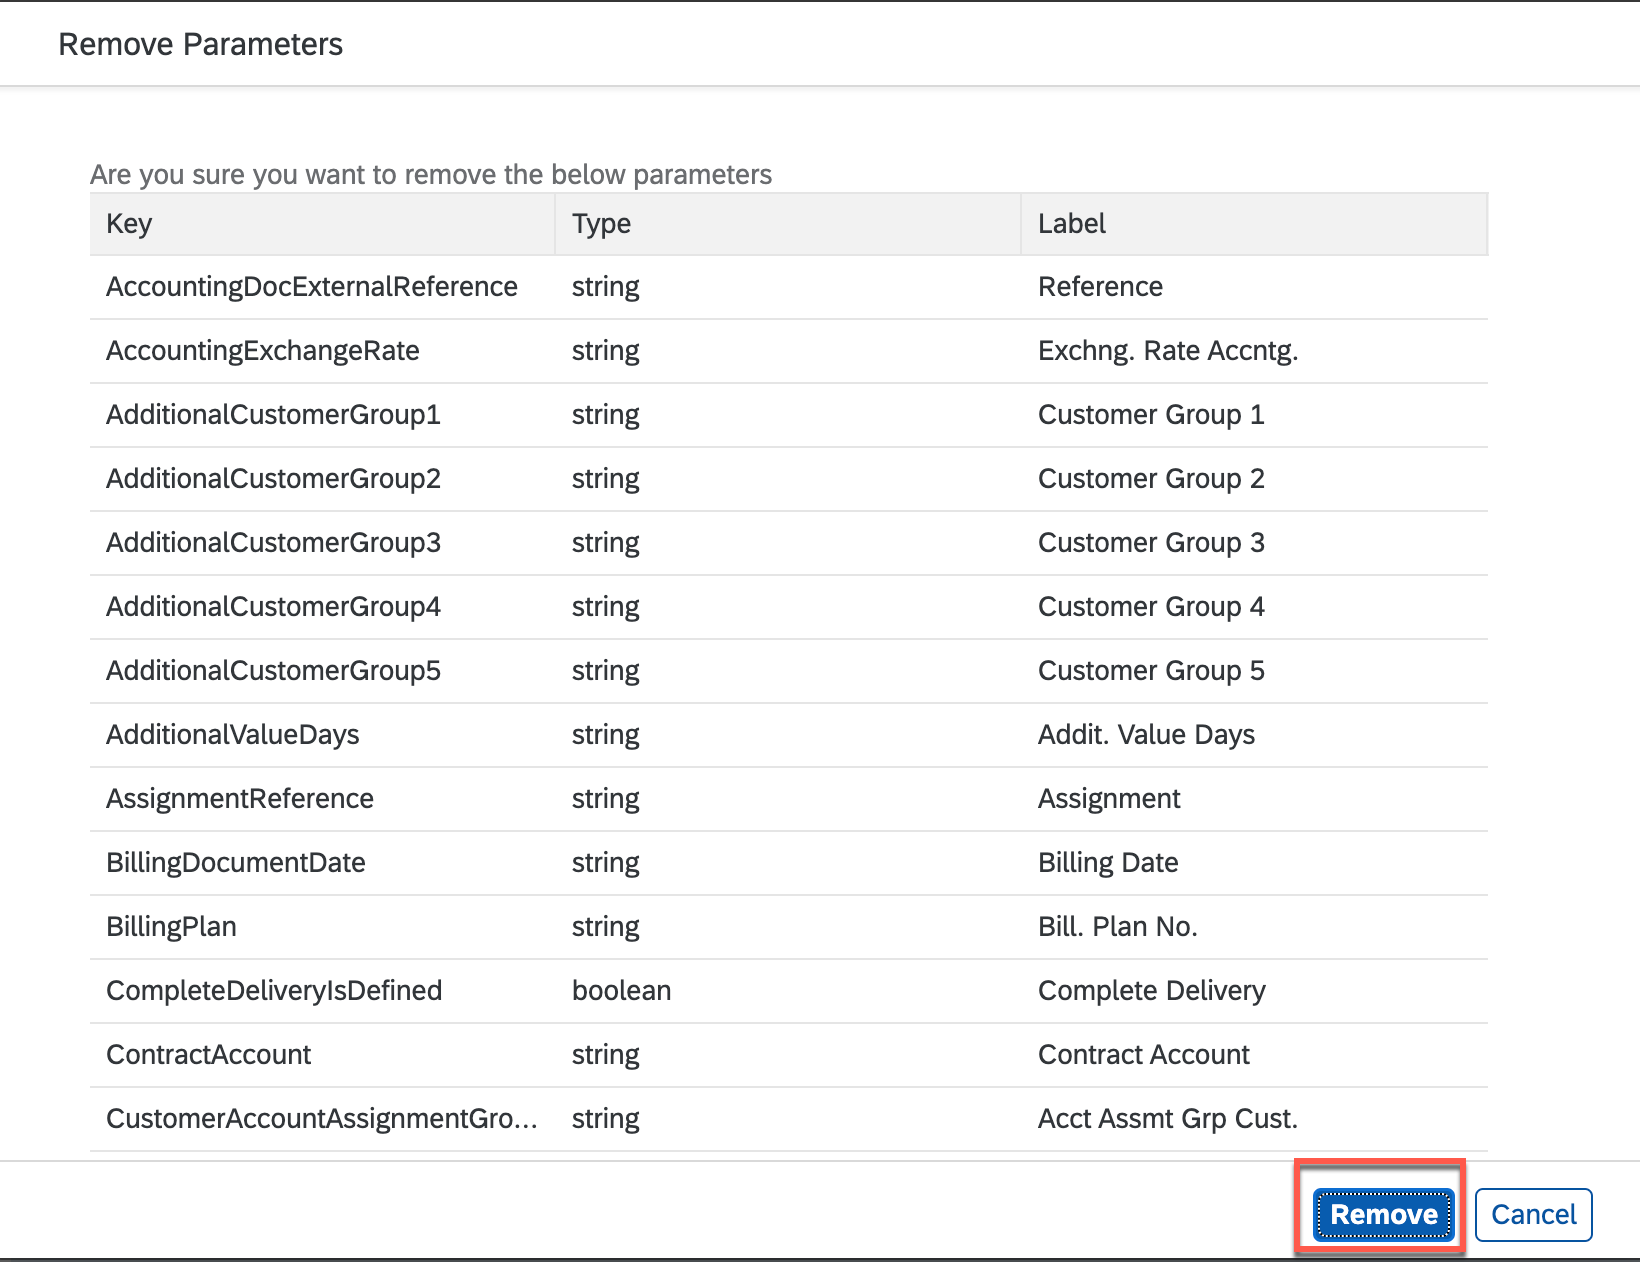 Remove Parameters
Are you sure you want to remove the below parameters
Key Type Label
AccountingDocExternalReference string Reference
AccountingExchangeRate string Exchng. Rate Accntg.
AdditionalCustomerGroup1 string Customer Group 1
AdditionalCustomerGroup2 string Customer Group 2
AdditionalCustomerGroup3 string Customer Group 3
AdditionalCustomerGroup4 string Customer Group 4
AdditionalCustomerGroup5 string Customer Group 5
AdditionalValueDays string Addit. Value Days
AssignmentReference string Assignment
BillingDocumentDate string Billing Date
BillingPlan string Bill. Plan No.
CompleteDeliveryIsDefined boolean Complete Delivery
ContractAccount string Contract Account
CustomerAccountAssignmentGro... string Acct Assmt Grp Cust.
Remove Cancel